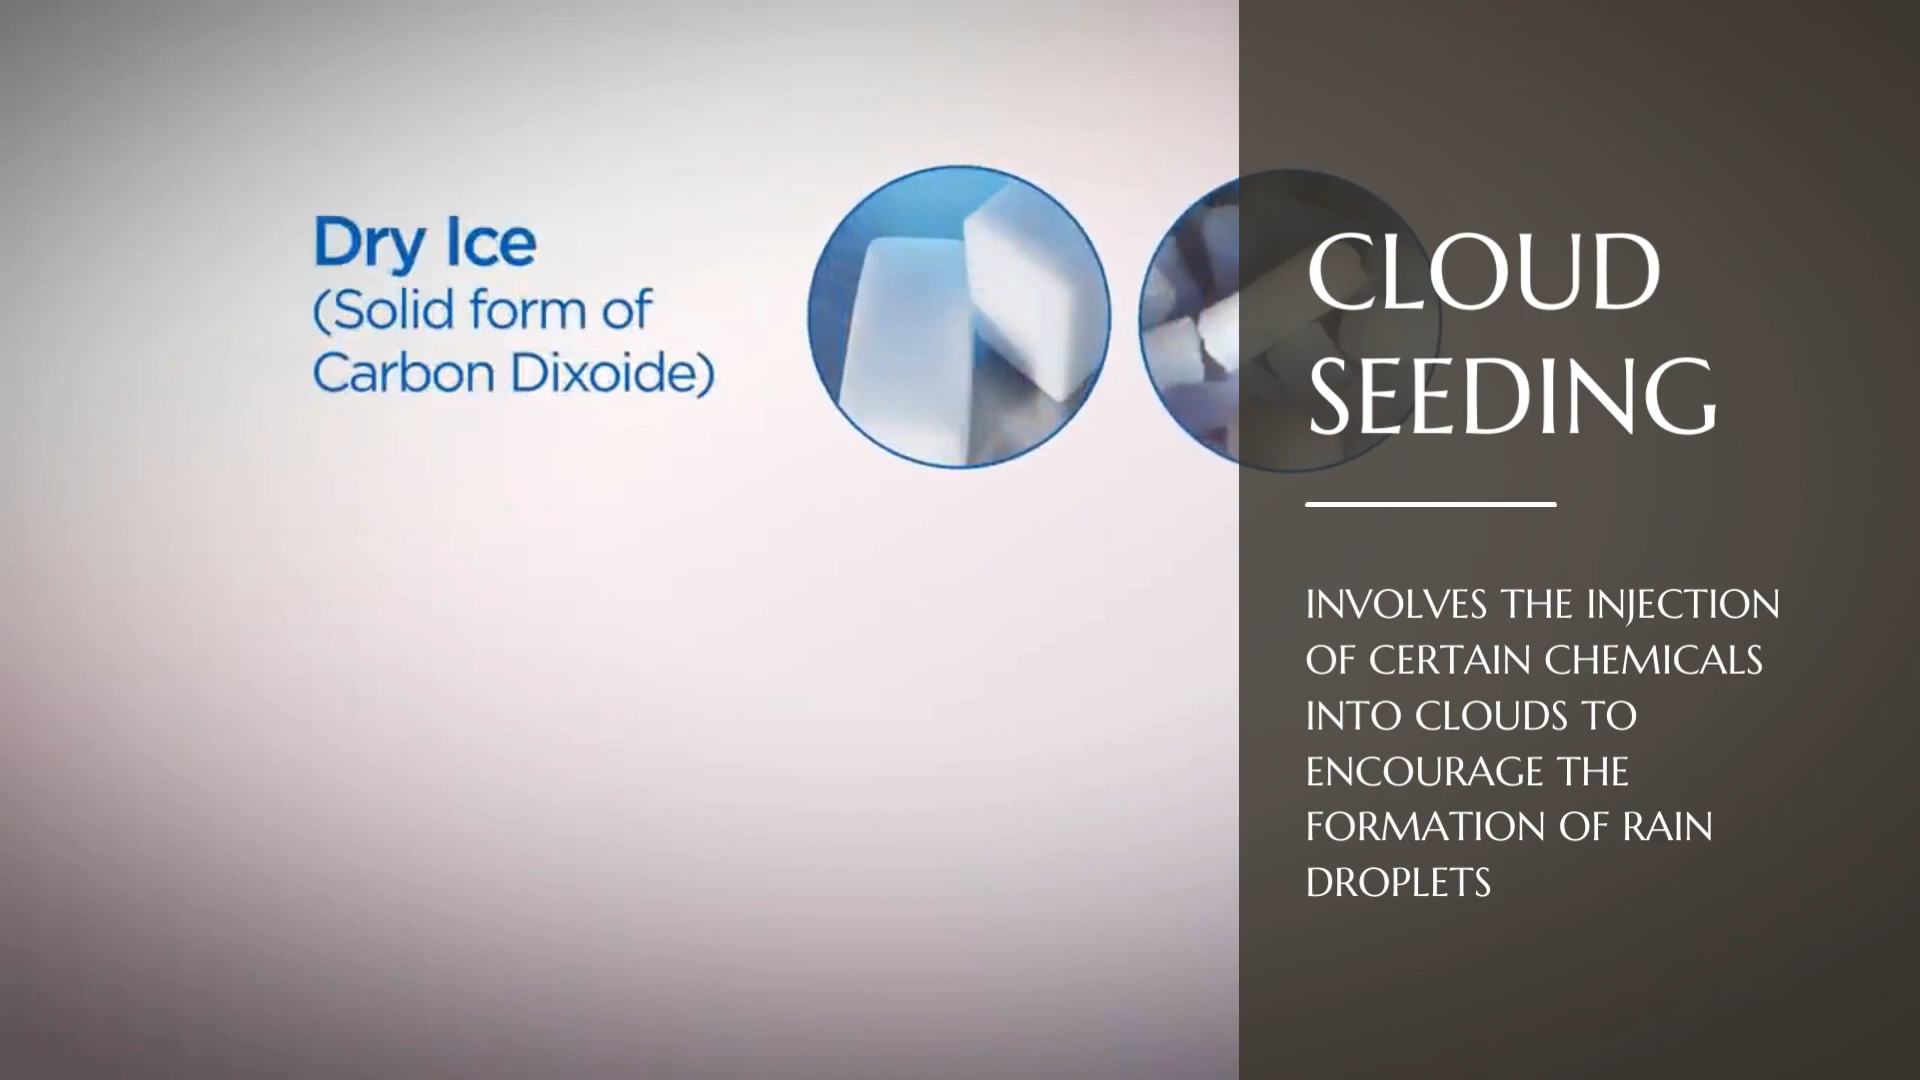 Dry Ice
(Solid form of
Carbon Dixoide)
CLOUD
SEEDING
INVOLVES THE INJECTION
OF CERTAIN CHEMICALS
INTO CLOUDS TO
ENCOURAGE THE
FORMATION OF RAIN
DROPLETS